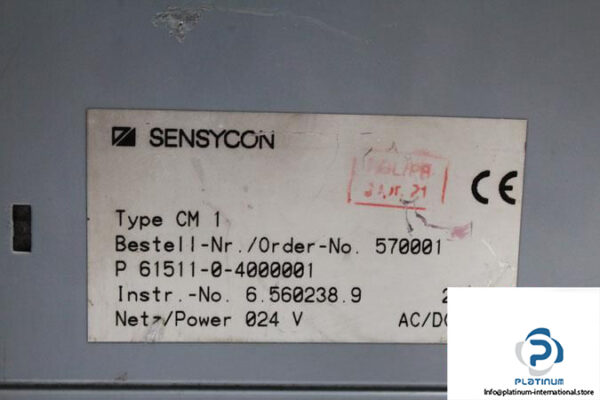 SENSYCON
Type CM 1
Bestell-Nr./Order-No. 570001
P 61511-0-4000001
Instr.-No. 6.560238.9 2
Netz/Power 024 V AC/DC
CE
PLATINUM
Info@platinum-international.store